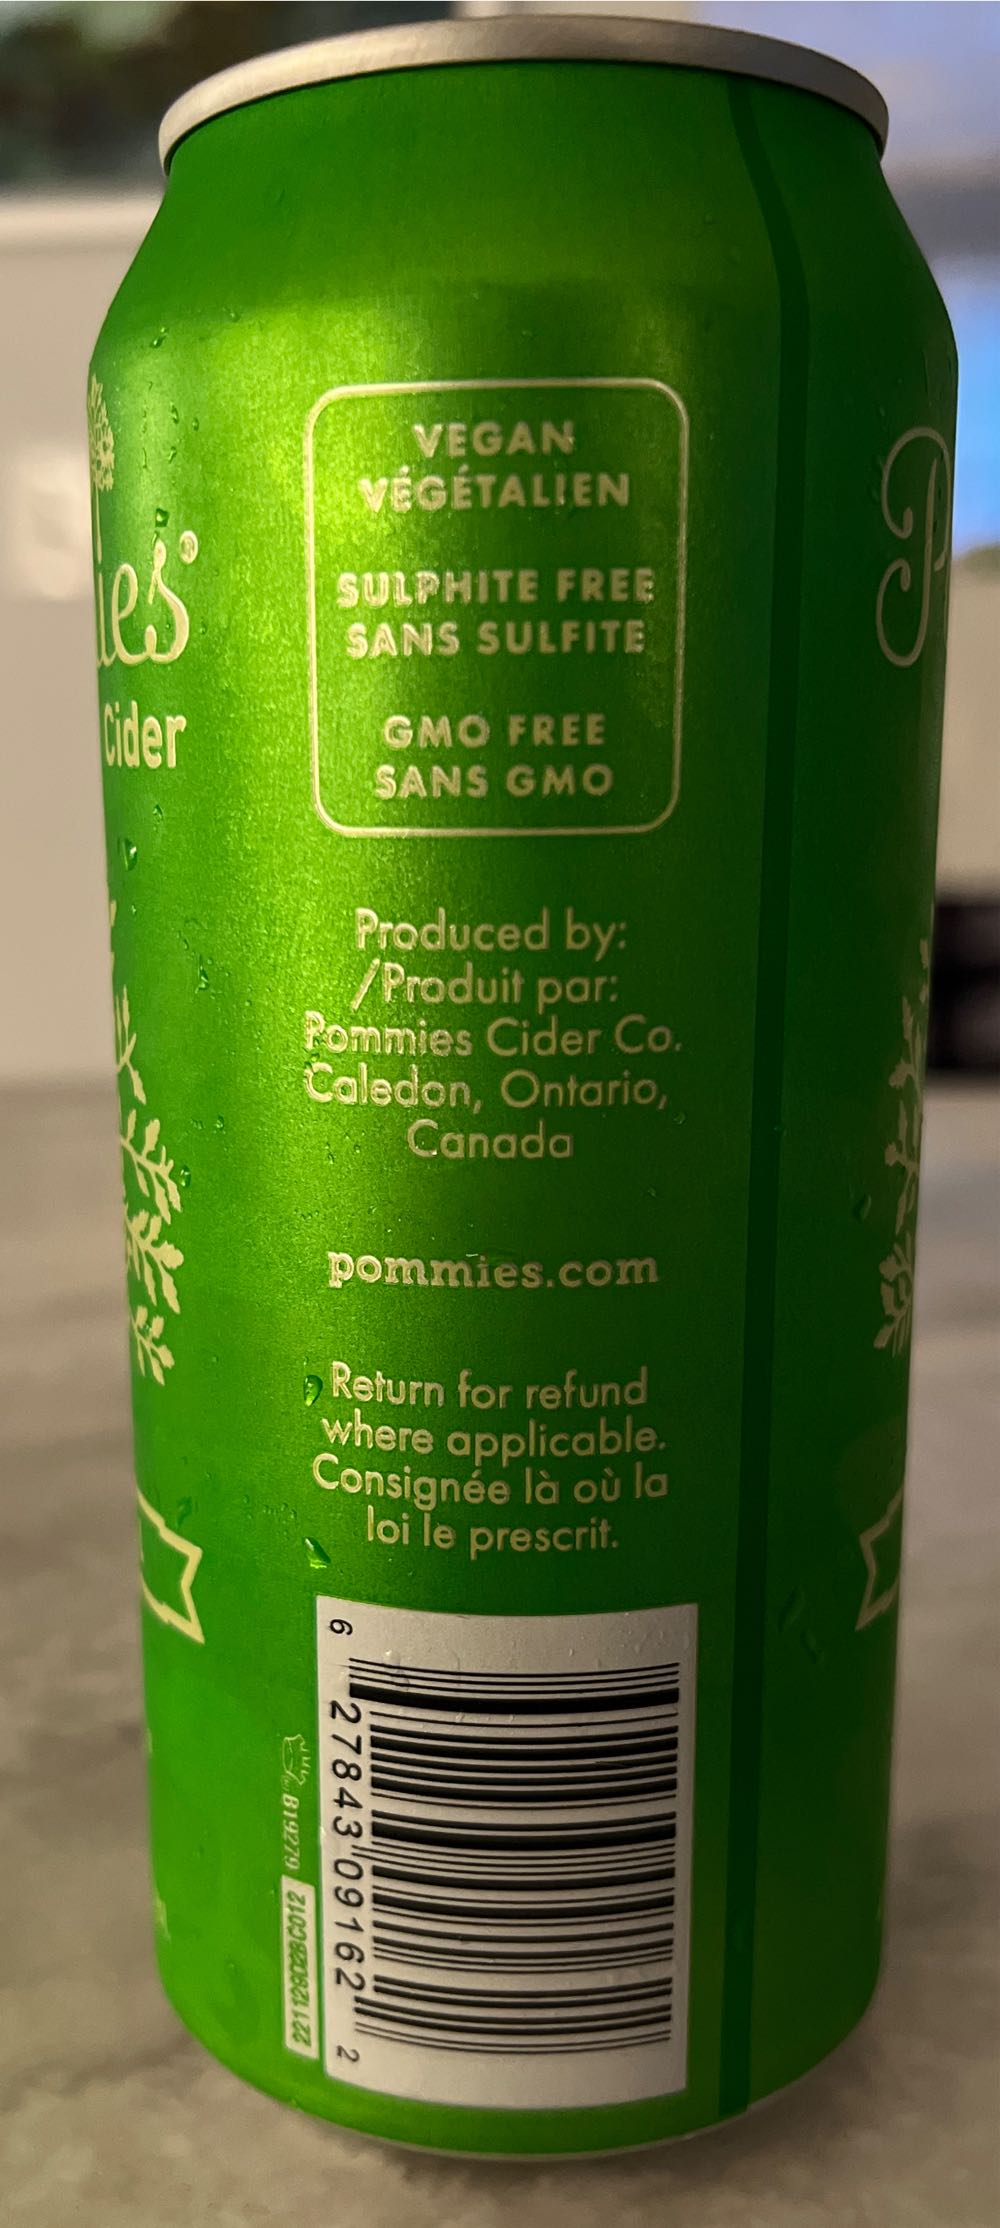 ies®
Cider
VEGAN
VÉGÉTALIEN
SULPHITE FREE
SANS SULFITE
GMO FREE
SANS GMO
Produced by:
/Produit par:
Pommies Cider Co.
Caledon, Ontario,
Canada
pommies.com
Return for refund
where applicable.
Consignée là où la
loi le prescrit.
6 27843 09162 2
819279
P